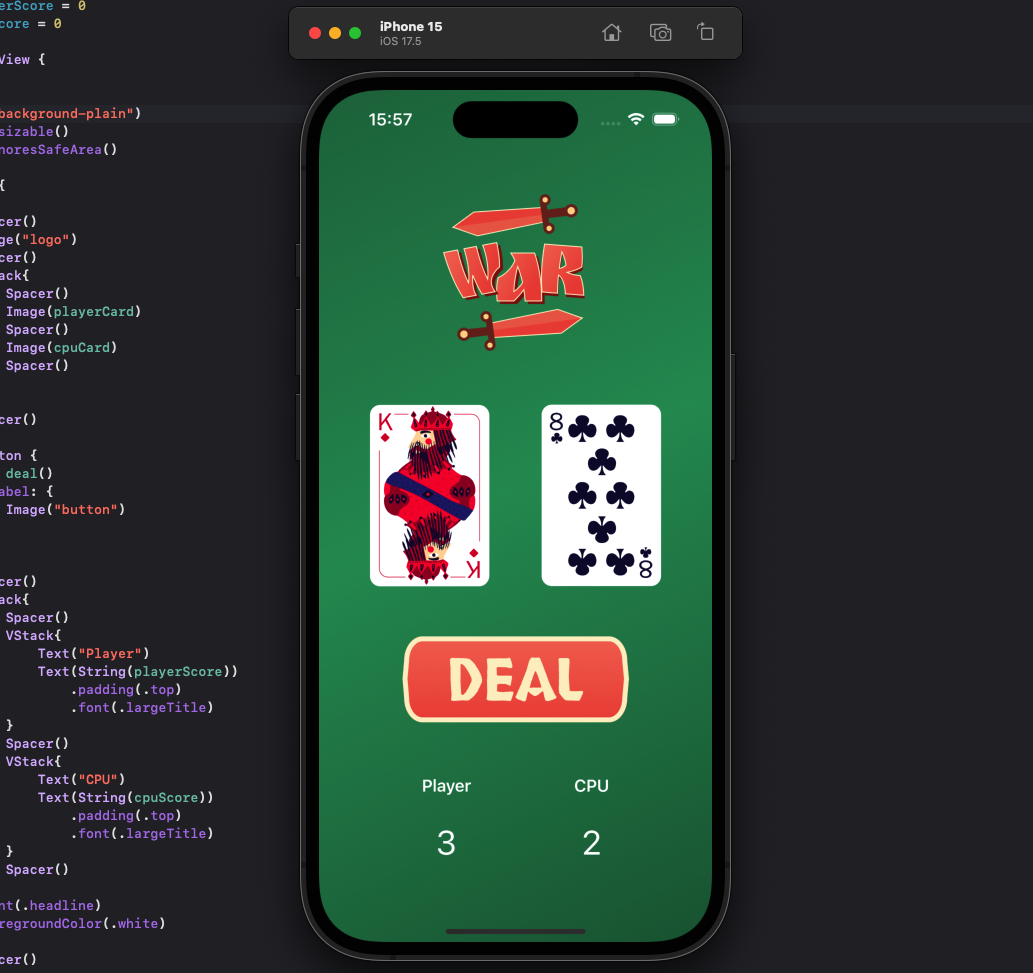 erScore = 0
core = 0
View {
background-plain")
sizable()
noresSafeArea()
{
cer()
ge("logo")
cer()
ack{
Spacer()
Image(playerCard)
Spacer()
Image(cpuCard)
Spacer()
cer()
ton {
deal()
abel: {
Image("button")
cer()
ack{
Spacer()
VStack{
Text("Player")
Text(String(playerScore))
.padding(.top)
.font(.largeTitle)
}
Spacer()
VStack{
Text("CPU")
Text(String(cpuScore))
.padding(.top)
.font(.largeTitle)
}
Spacer()
nt(.headline)
regroundColor(.white)
cer()
iPhone 15
iOS 17.5
15:57
WAR
K
8
K
8
DEAL
Player
CPU
3
2